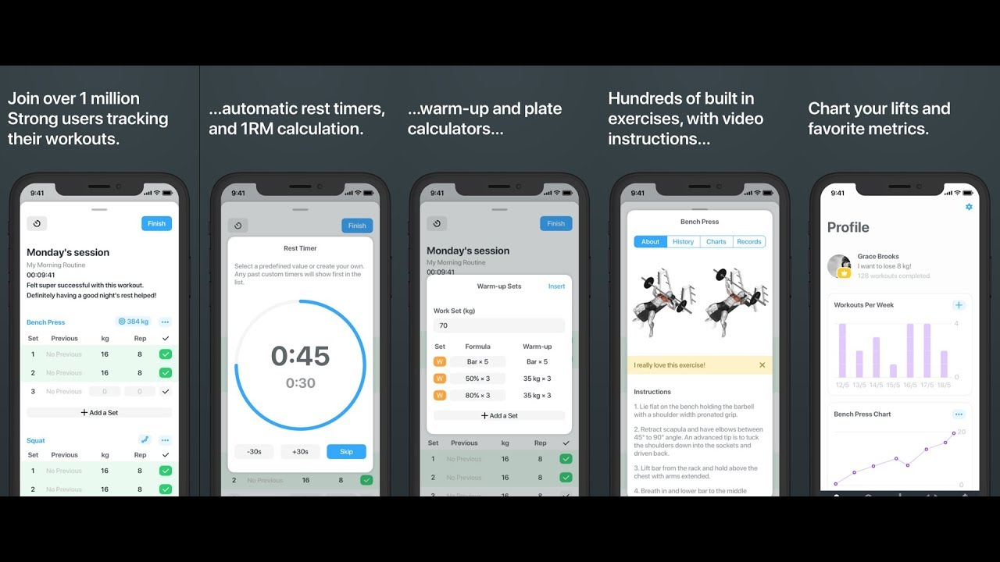 Join over 1 million
Strong users tracking
their workouts.
9:41
Finish
Monday's session
My Morning Routine
00:09:41
Felt super successful with this workout.
Definitely having a good night's rest helped!
Bench Press 384 kg
Set Previous kg Rep
1 No Previous 16 8
2 No Previous 16 8
3 No Previous 0 0
+ Add a Set
Squat
Set Previous kg Rep
1 No Previous 16 8
2 No Previous 16 8
...automatic rest timers,
and 1RM calculation.
9:41
Finish
Rest Timer
Select a predefined value or create your own.
Any past custom timers will show first in the
list.
0:45
0:30
-30s +30s Skip
2 No Previous 16 8
...warm-up and plate
calculators...
9:41
Finish
Monday's session
My Morning Routine
00:09:41
Warm-up Sets Insert
Work Set (kg)
70
Set Formula Warm-up
W Bar × 5 Bar × 5
W 50% × 3 35 kg × 3
W 80% × 3 35 kg × 3
+ Add a Set
Set Previous kg Rep
1 No Previous 16 8
2 No Previous 16 8
3 No Previous 16 8
Hundreds of built in
exercises, with video
instructions...
9:41
Bench Press
About History Charts Records
I really love this exercise!
Instructions
1. Lie flat on the bench holding the barbell
with a shoulder width pronated grip.
2. Retract scapula and have elbows between
45° to 90° angle. An advanced tip is to tuck
the shoulders down into the sockets and
driven back.
3. Lift bar from the rack and hold above the
chest with arms extended.
4. Breath in and lower bar to the middle
Chart your lifts and
favorite metrics.
9:41
Profile
Grace Brooks
I want to lose 8 kg!
128 workouts completed
Workouts Per Week
4
0
12/5 13/5 14/5 15/5 16/5 17/5 18/5
Bench Press Chart
20
0